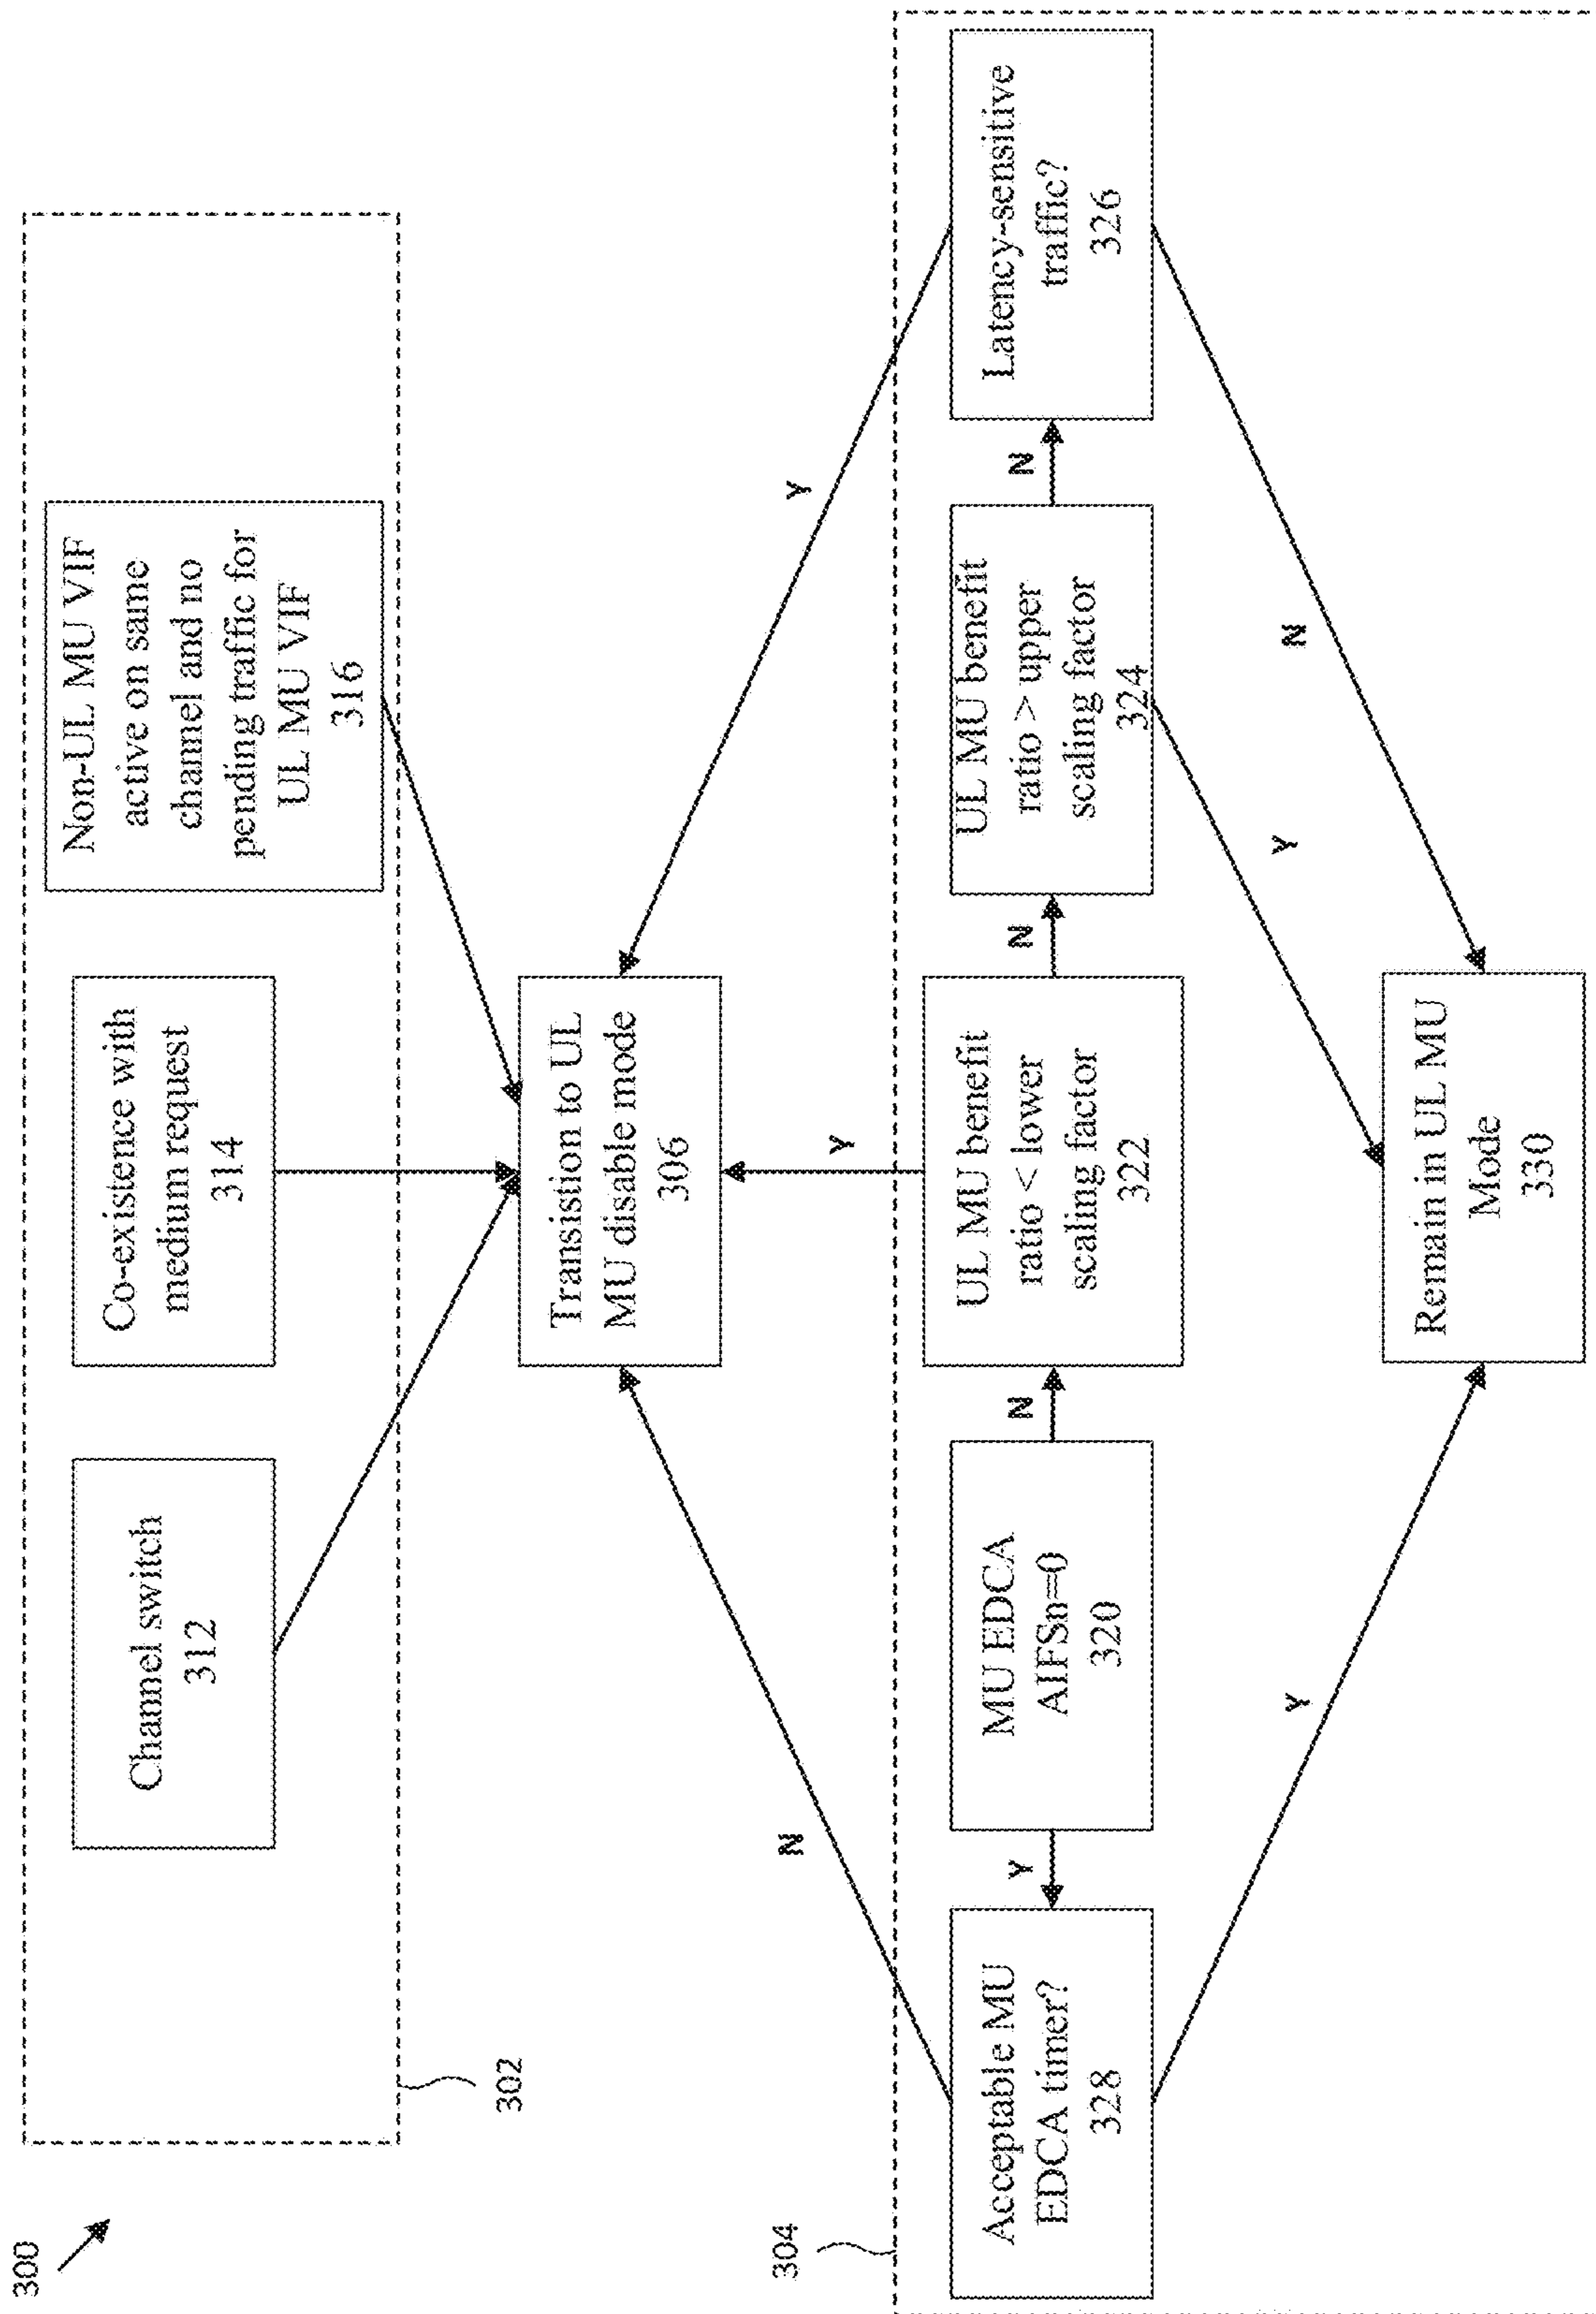 300
302
Channel switch
312
Co-existence with
medium request
314
Non-UL MU VIF
active on same
channel and no
pending traffic for
UL MU VIF
316
Transistion to UL
MU disable mode
306
N
Y
Y
304
Acceptable MU
EDCA timer?
328
Y
MU EDCA
AIFSn=0
320
N
UL MU benefit
ratio < lower
scaling factor
322
N
UL MU benefit
ratio > upper
scaling factor
324
N
Latency-sensitive
traffic?
326
Y
Y
N
Remain in UL MU
Mode
330